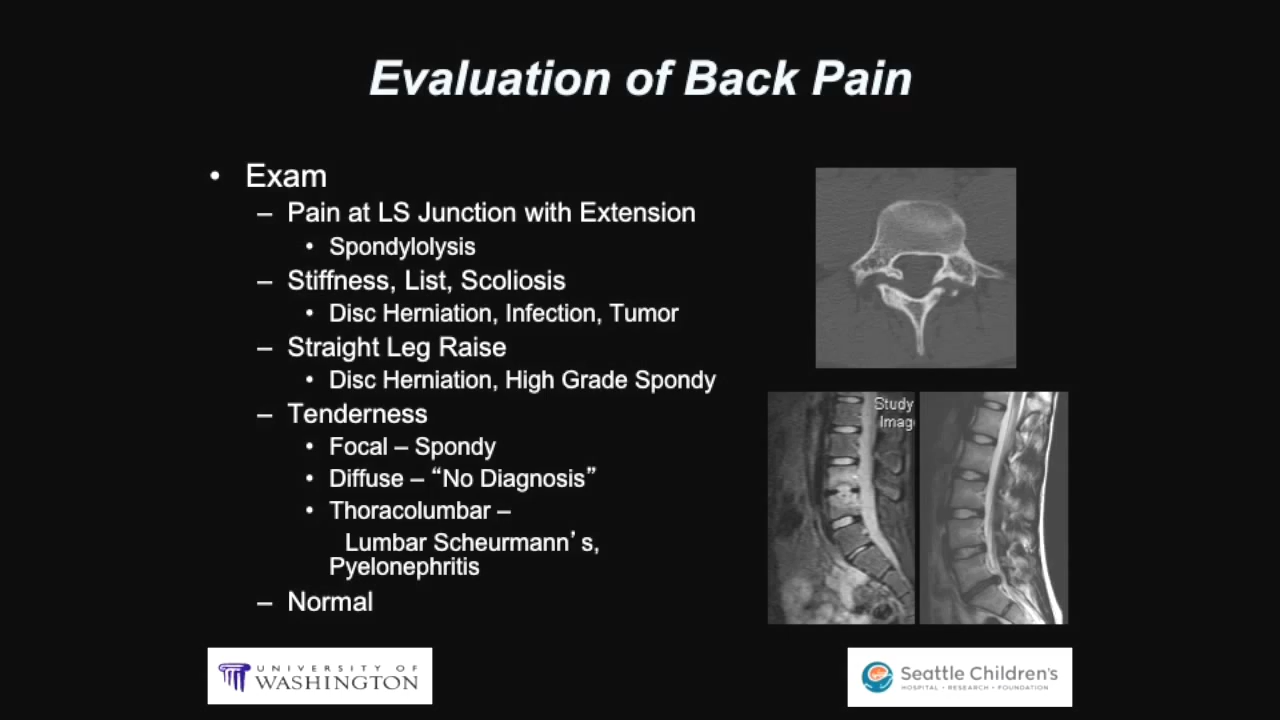 Evaluation of Back Pain
• Exam
– Pain at LS Junction with Extension
• Spondylolysis
– Stiffness, List, Scoliosis
• Disc Herniation, Infection, Tumor
– Straight Leg Raise
• Disc Herniation, High Grade Spondy
– Tenderness
• Focal – Spondy
• Diffuse – “No Diagnosis”
• Thoracolumbar –
Lumbar Scheurmann’s,
Pyelonephritis
– Normal
Study
Imag
UNIVERSITY OF
WASHINGTON
Seattle Children's
HOSPITAL • RESEARCH • FOUNDATION